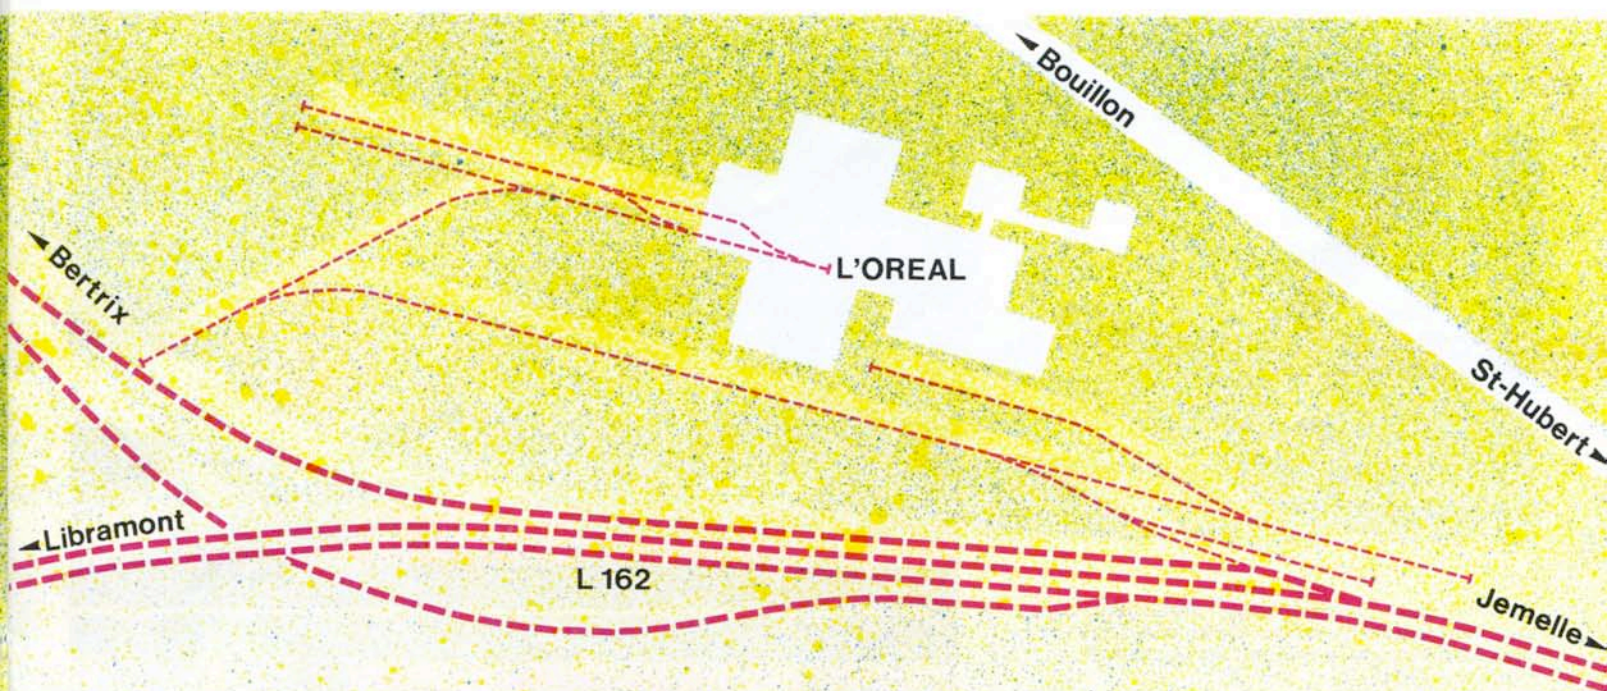 Bouillon
Bertrix
L'OREAL
St-Hubert
Libramont
L 162
Jemelle